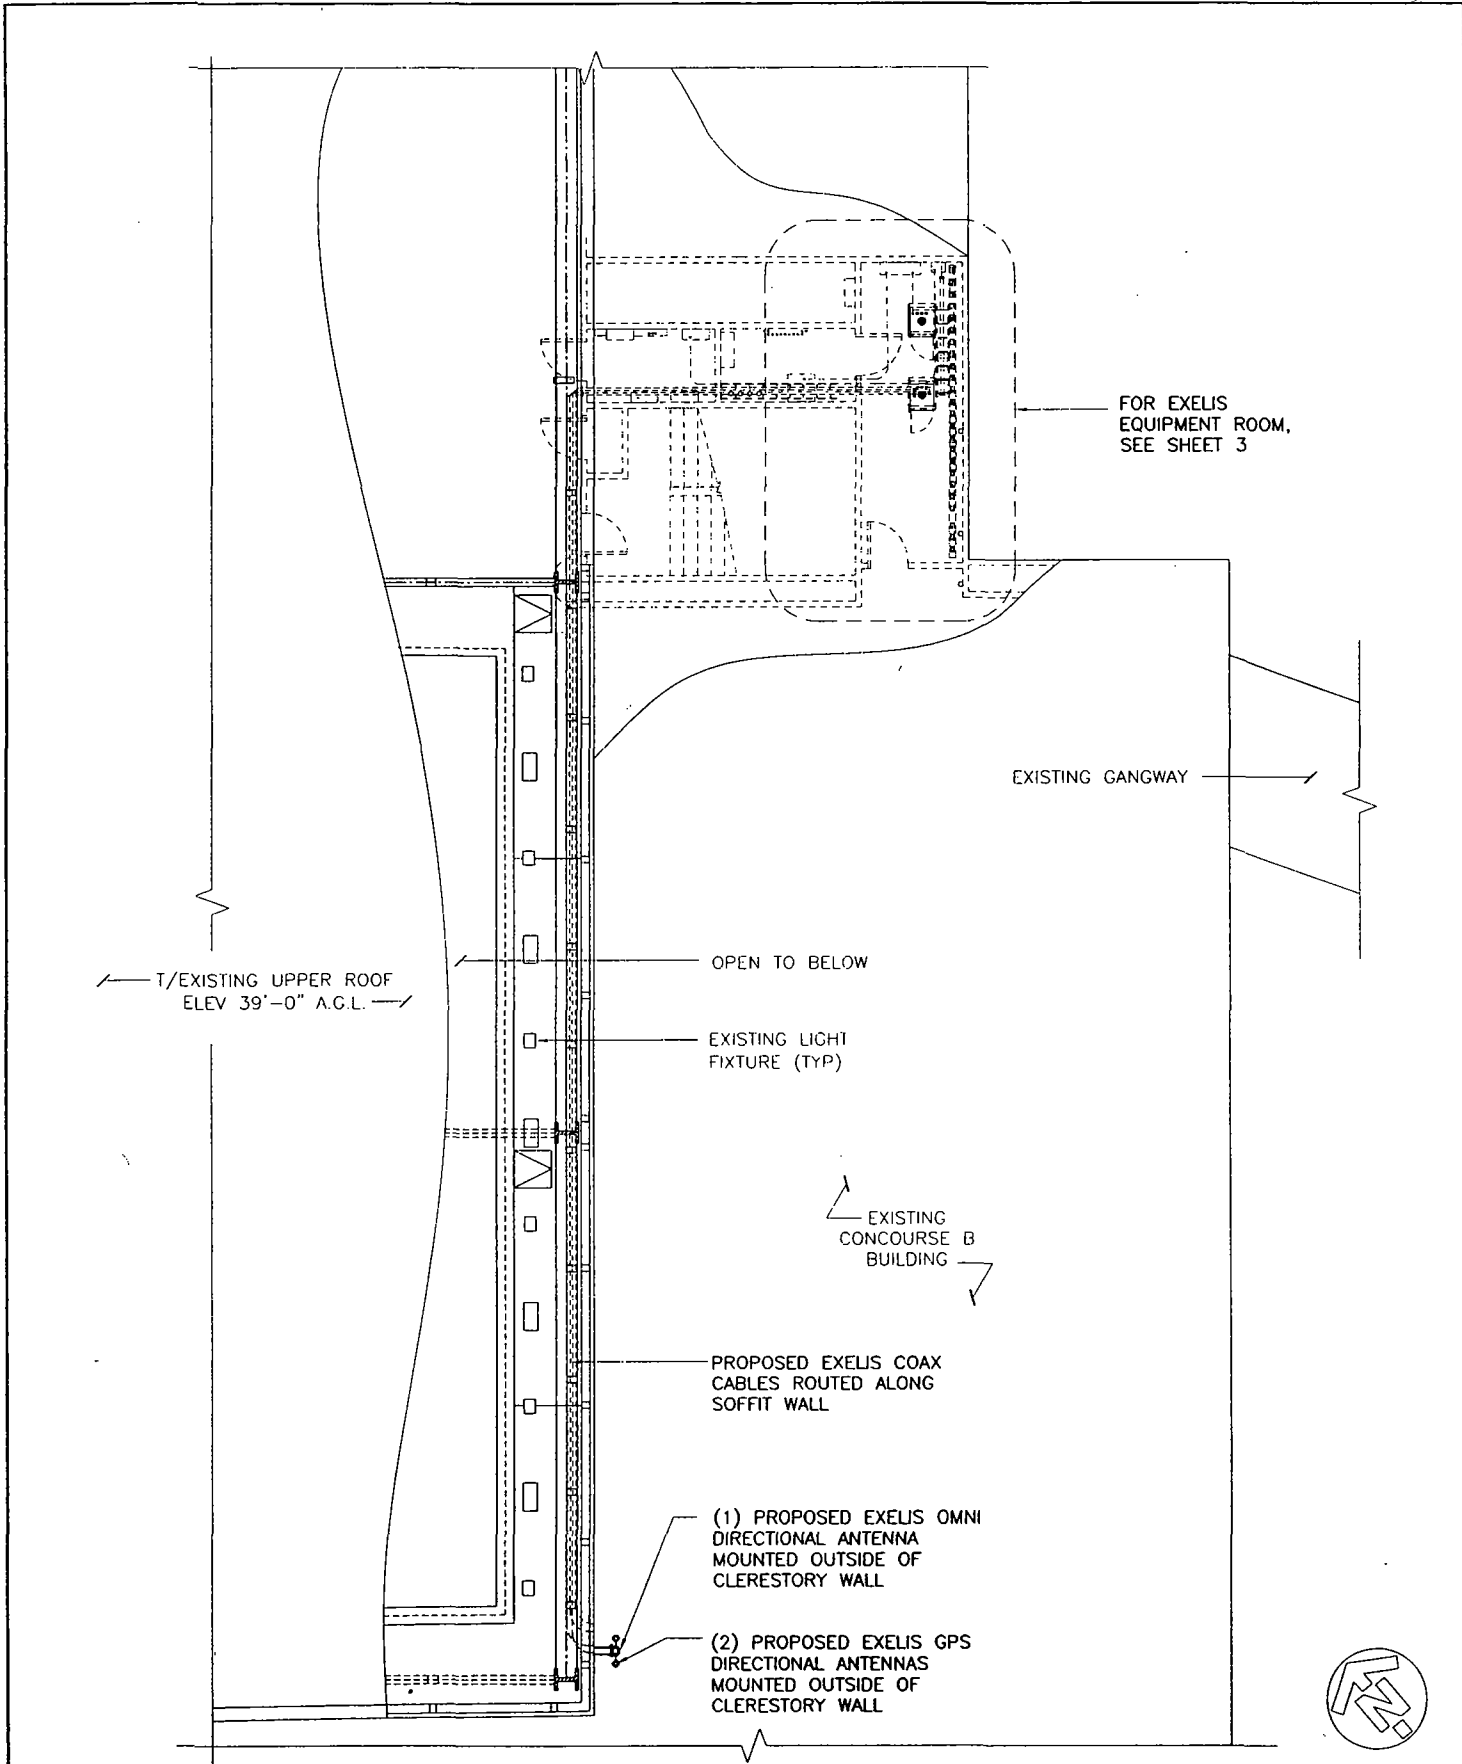 FOR EXELIS
EQUIPMENT ROOM,
SEE SHEET 3
EXISTING GANGWAY
OPEN TO BELOW
T/EXISTING UPPER ROOF
ELEV 39'-0" A.G.L.
EXISTING LIGHT
FIXTURE (TYP)
EXISTING
CONCOURSE B
BUILDING
PROPOSED EXELIS COAX
CABLES ROUTED ALONG
SOFFIT WALL
(1) PROPOSED EXELIS OMNI
DIRECTIONAL ANTENNA
MOUNTED OUTSIDE OF
CLERESTORY WALL
(2) PROPOSED EXELIS GPS
DIRECTIONAL ANTENNAS
MOUNTED OUTSIDE OF
CLERESTORY WALL
N